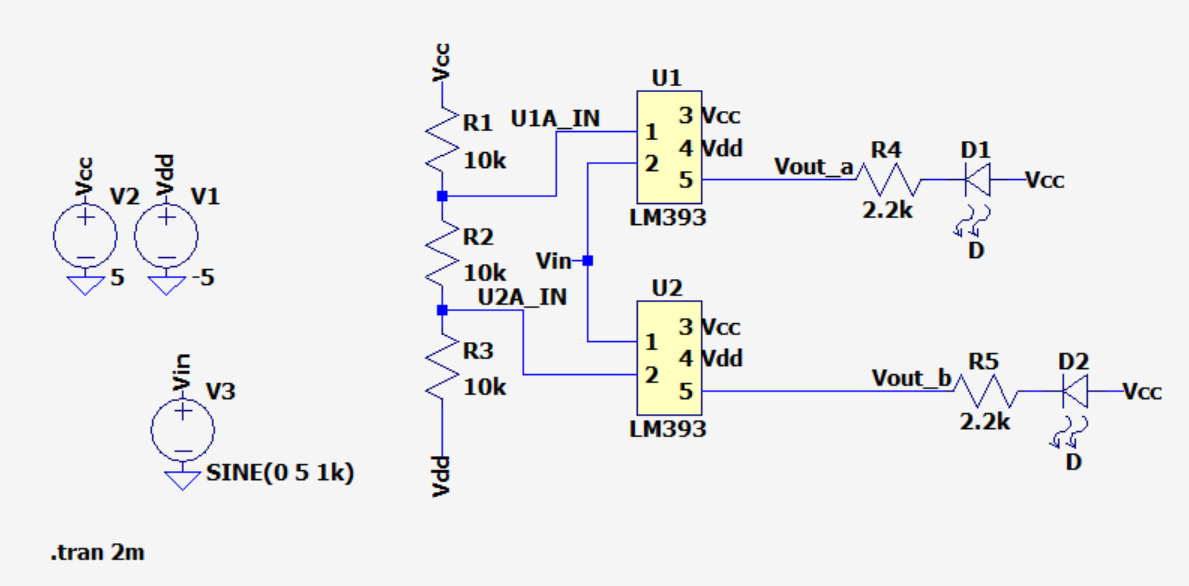 Vcc
Vdd
V2
V1
5
-5
Vin
V3
SINE(0 5 1k)
.tran 2m
Vcc
R1
10k
U1A_IN
R2
10k
U2A_IN
R3
10k
Vdd
Vin
U1
1
2
3
4
5
Vcc
Vdd
LM393
Vout_a
R4
2.2k
D1
D
Vcc
U2
1
2
3
4
5
Vcc
Vdd
LM393
Vout_b
R5
2.2k
D2
D
Vcc